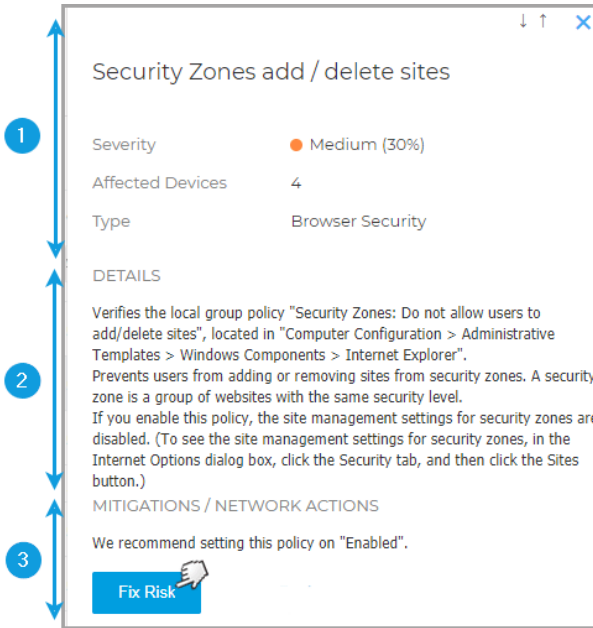 ↓ ↑ ✕
Security Zones add / delete sites
1
Severity Medium (30%)
Affected Devices 4
Type Browser Security
DETAILS
Verifies the local group policy "Security Zones: Do not allow users to
add/delete sites", located in "Computer Configuration > Administrative
Templates > Windows Components > Internet Explorer".
Prevents users from adding or removing sites from security zones. A security
2
zone is a group of websites with the same security level.
If you enable this policy, the site management settings for security zones are
disabled. (To see the site management settings for security zones, in the
Internet Options dialog box, click the Security tab, and then click the Sites
button.)
MITIGATIONS / NETWORK ACTIONS
We recommend setting this policy on "Enabled".
3
Fix Risk